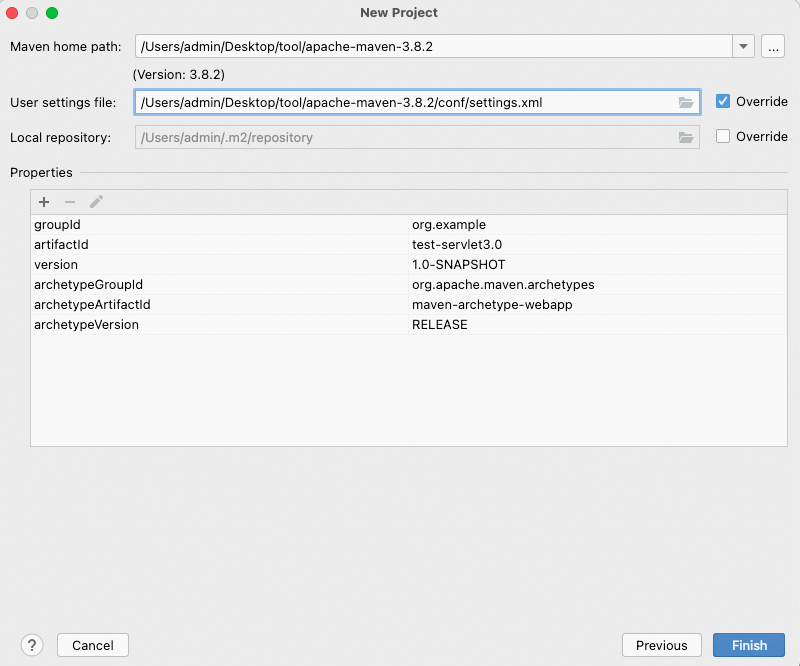 New Project
Maven home path: /Users/admin/Desktop/tool/apache-maven-3.8.2 ...
(Version: 3.8.2)
User settings file: /Users/admin/Desktop/tool/apache-maven-3.8.2/conf/settings.xml Override
Local repository: /Users/admin/.m2/repository Override
Properties
groupId org.example
artifactId test-servlet3.0
version 1.0-SNAPSHOT
archetypeGroupId org.apache.maven.archetypes
archetypeArtifactId maven-archetype-webapp
archetypeVersion RELEASE
? Cancel Previous Finish